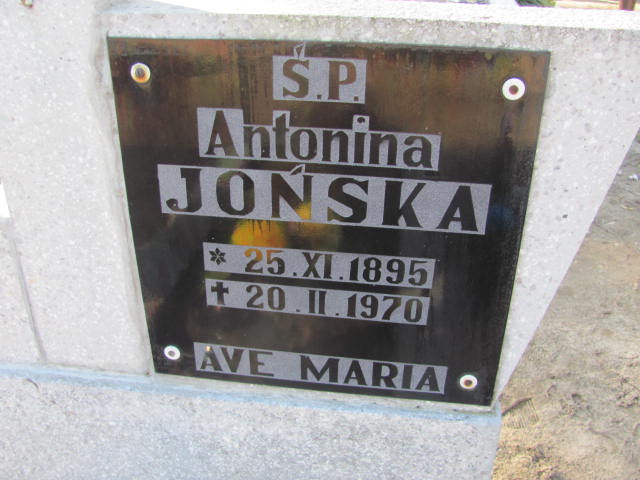 Ś.P.
Antonina
JOŃSKA
* 25.XI.1895
✝ 20.II.1970
AVE MARIA